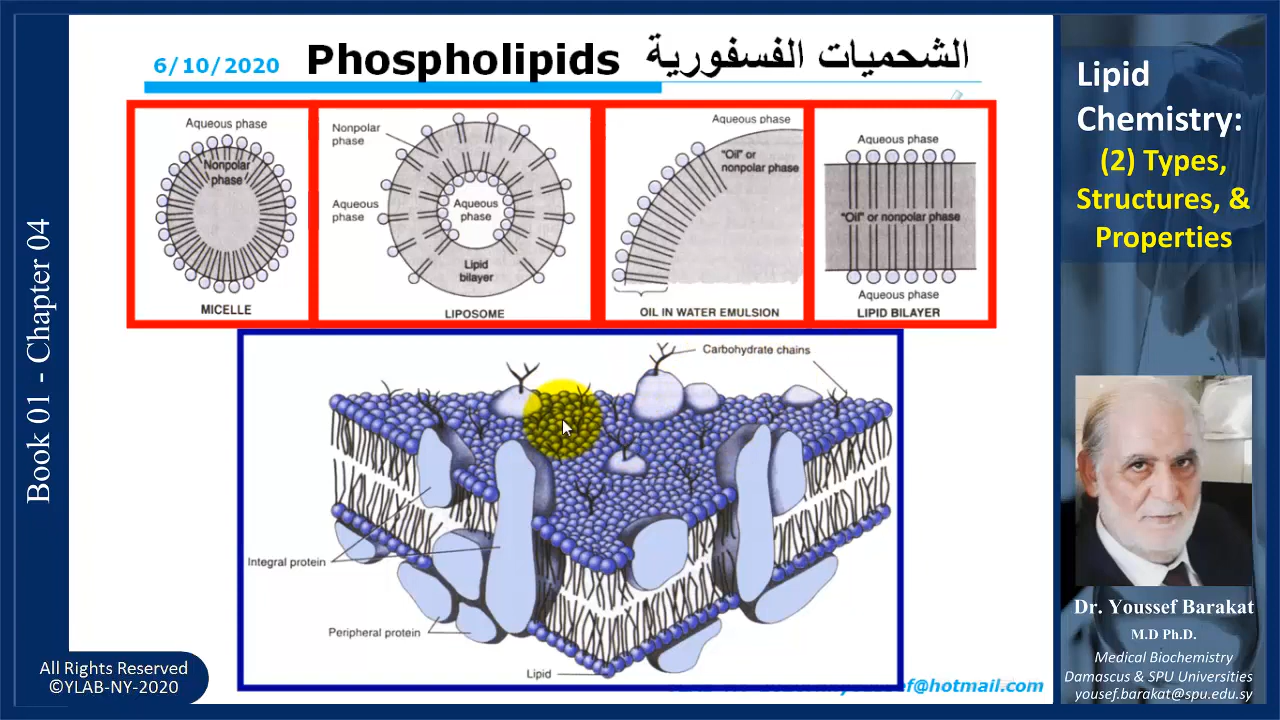 6/10/2020
Phospholipids الشحميات الفسفورية
Aqueous phase
Nonpolar
phase
MICELLE
Nonpolar
phase
Aqueous
phase
Aqueous
phase
Lipid
bilayer
LIPOSOME
Aqueous phase
"Oil" or
nonpolar phase
OIL IN WATER EMULSION
Aqueous phase
"Oil" or nonpolar phase
Aqueous phase
LIPID BILAYER
Carbohydrate chains
Integral protein
Peripheral protein
Lipid
youssef@hotmail.com
Book 01 - Chapter 04
All Rights Reserved
©YLAB-NY-2020
Lipid
Chemistry:
(2) Types,
Structures, &
Properties
Dr. Youssef Barakat
M.D Ph.D.
Medical Biochemistry
Damascus & SPU Universities
yousef.barakat@spu.edu.sy